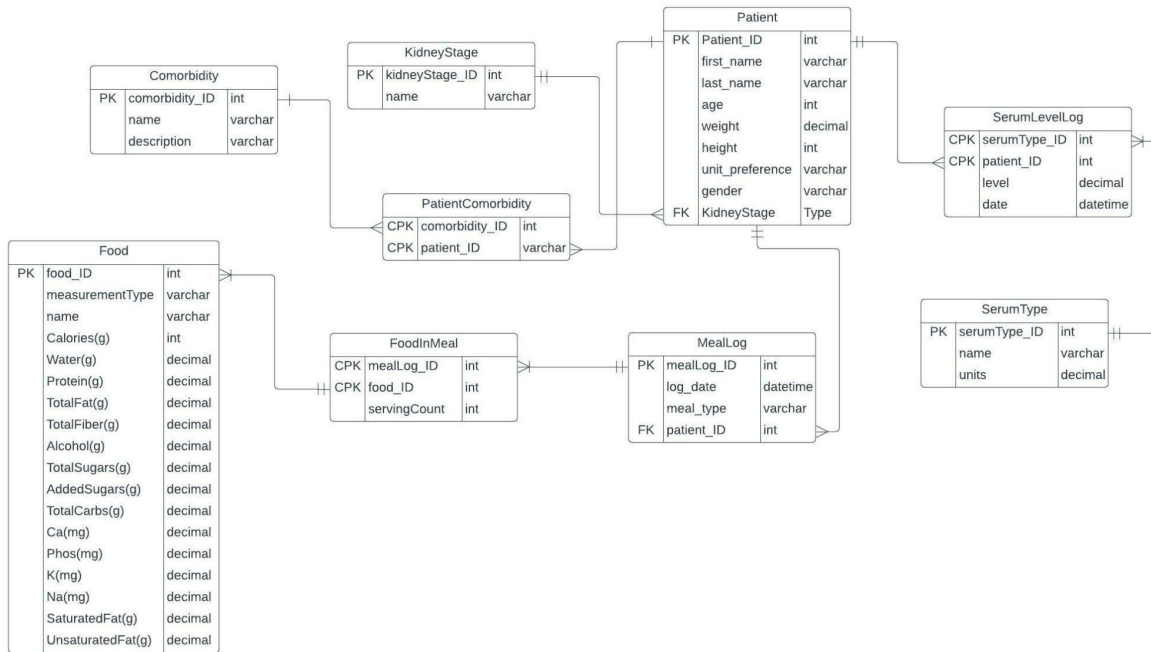 Patient
PK Patient_ID int
first_name varchar
last_name varchar
age int
weight decimal
height int
unit_preference varchar
gender varchar
FK KidneyStage Type
KidneyStage
PK kidneyStage_ID int
name varchar
Comorbidity
PK comorbidity_ID int
name varchar
description varchar
SerumLevelLog
CPK serumType_ID int
CPK patient_ID int
level decimal
date datetime
PatientComorbidity
CPK comorbidity_ID int
CPK patient_ID varchar
Food
PK food_ID int
measurementType varchar
name varchar
Calories(g) int
Water(g) decimal
Protein(g) decimal
TotalFat(g) decimal
TotalFiber(g) decimal
Alcohol(g) decimal
TotalSugars(g) decimal
AddedSugars(g) decimal
TotalCarbs(g) decimal
Ca(mg) decimal
Phos(mg) decimal
K(mg) decimal
Na(mg) decimal
SaturatedFat(g) decimal
UnsaturatedFat(g) decimal
FoodInMeal
CPK mealLog_ID int
CPK food_ID int
servingCount int
MealLog
PK mealLog_ID int
log_date datetime
meal_type varchar
FK patient_ID int
SerumType
PK serumType_ID int
name varchar
units decimal